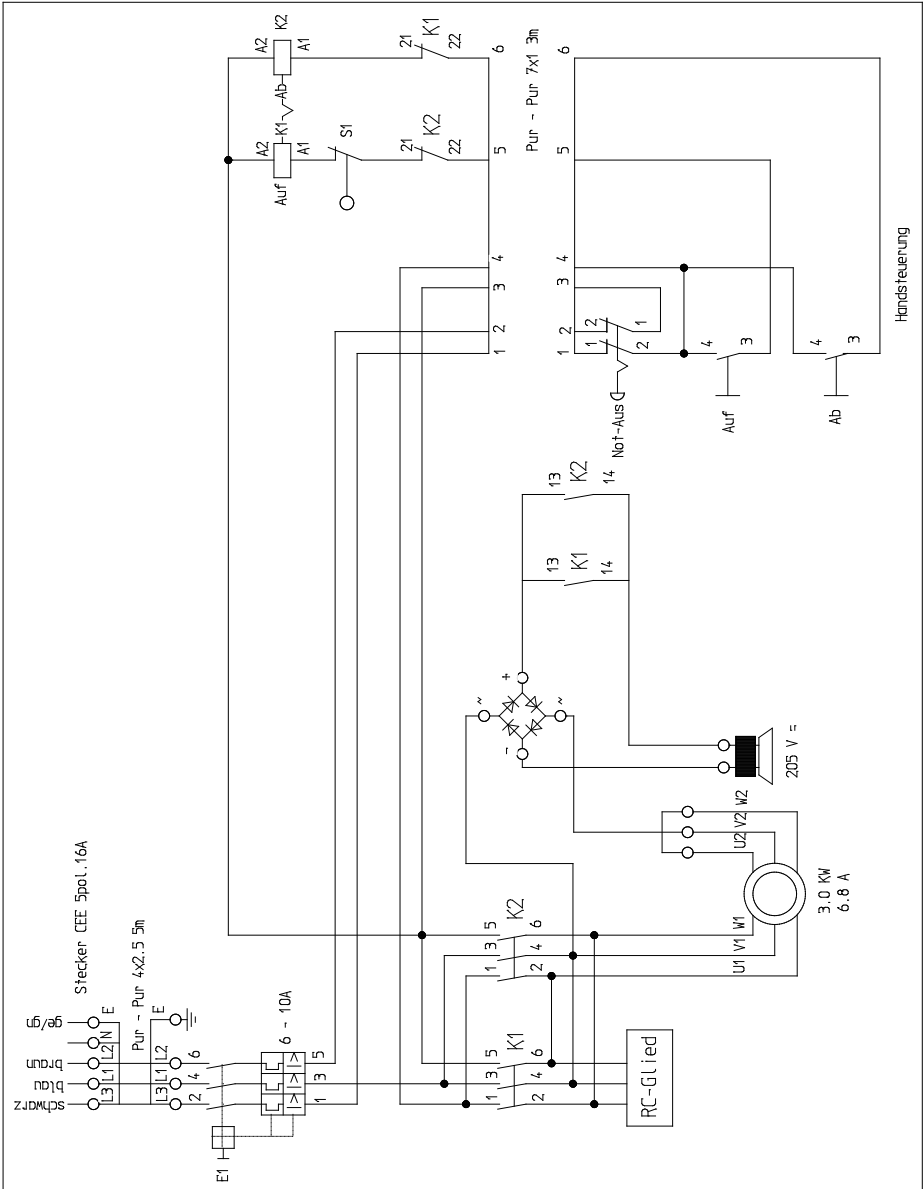 A2
K2
A1
Ab
21
K1
22
6
A2
K1
A1
Auf
S1
21
K2
22
5
4
3
2
1
Pur - Pur 7x1 3m
6
5
4
3
2
1
2
1
1
2
Not-Aus
4
3
Auf
4
3
Ab
Handsteuerung
13
K2
14
13
K1
14
+
~
~
-
205 V =
U2 V2 W2
U1 V1 W1
3.0 KW
6.8 A
Stecker CEE 5pol.16A
Pur - Pur 4x2.5 5m
ge/gn
braun
blau
schwarz
E
N
L2
L1
L3
E
L2
L1
L3
6
4
2
6 - 10A
5
3
1
E1
5
3
1
K2
6
4
2
5
3
1
K1
6
4
2
RC-Glied